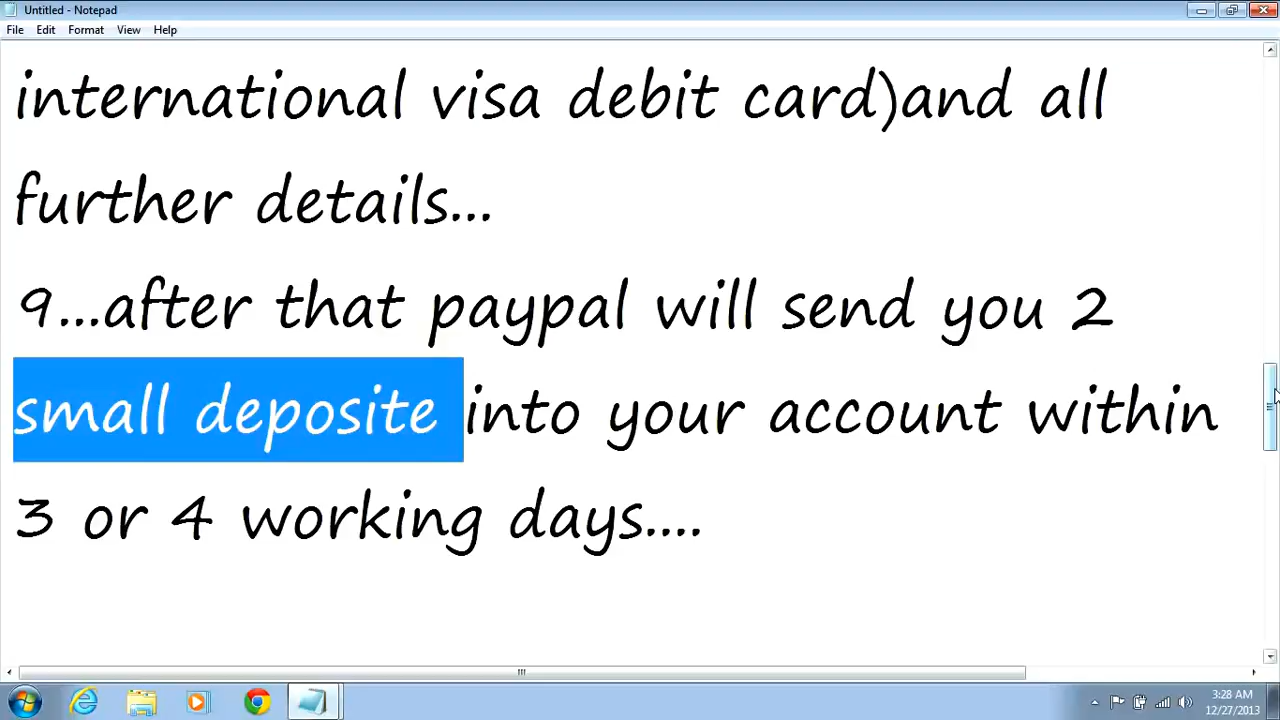 Untitled - Notepad
File Edit Format View Help
international visa debit card)and all
further details...
9...after that paypal will send you 2
small deposite into your account within
3 or 4 working days....
3:28 AM
12/27/2013